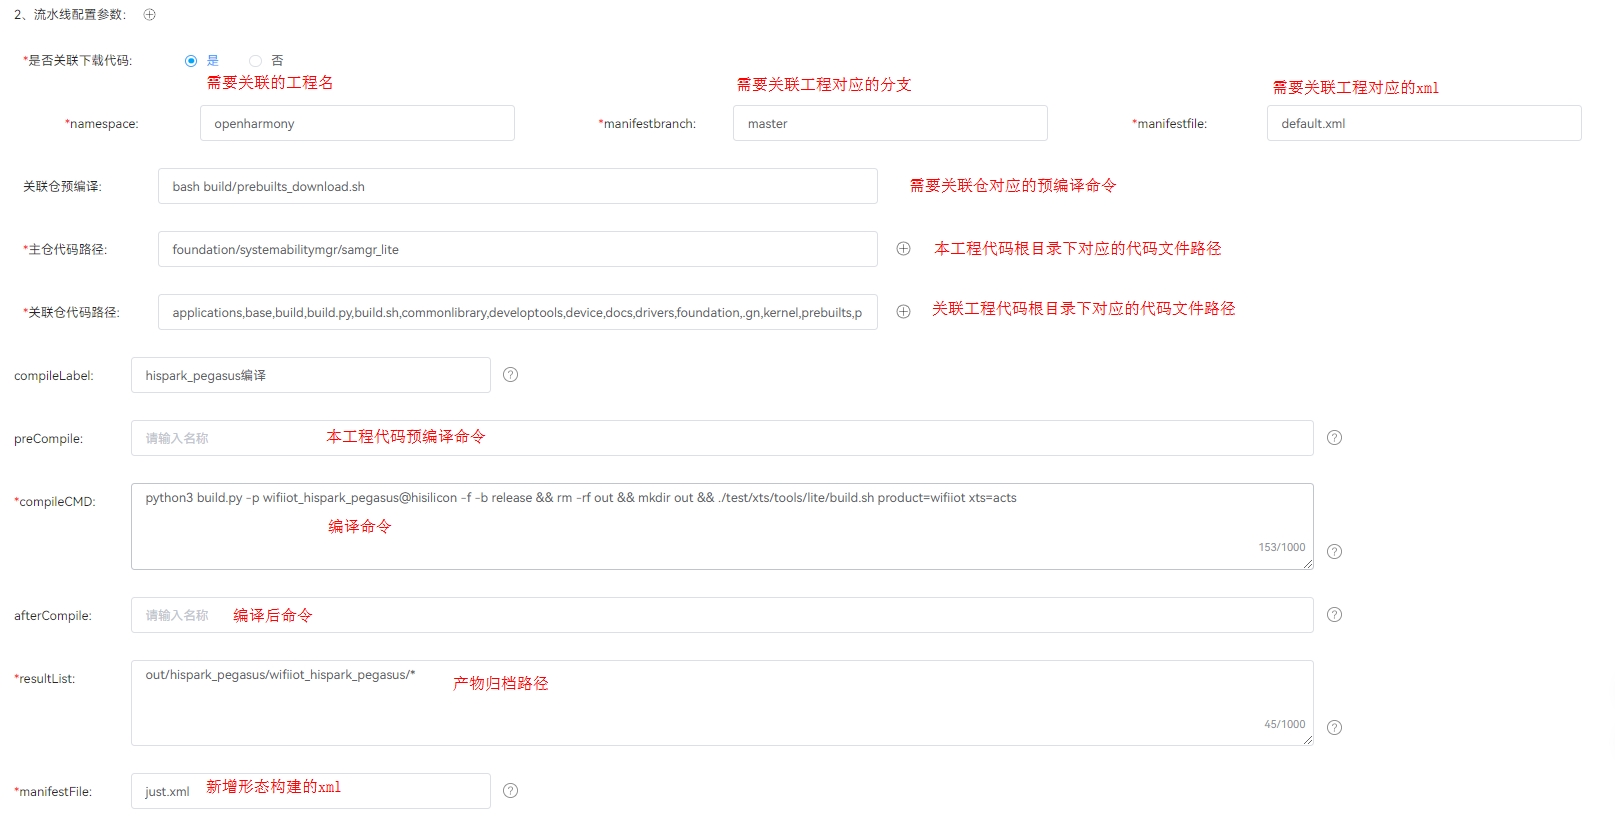 2、流水线配置参数:
*是否关联下载代码: 是 否
需要关联的工程名 需要关联工程对应的分支 需要关联工程对应的xml
*namespace: openharmony *manifestbranch: master *manifestfile: default.xml
关联仓预编译: bash build/prebuilts_download.sh 需要关联仓对应的预编译命令
*主仓代码路径: foundation/systemabilitymgr/samgr_lite 本工程代码根目录下对应的代码文件路径
*关联仓代码路径: applications,base,build,build.py,build.sh,commonlibrary,developtools,device,docs,drivers,foundation,.gn,kernel,prebuilts,p 关联工程代码根目录下对应的代码文件路径
compileLabel: hispark_pegasus编译
preCompile: 请输入名称 本工程代码预编译命令
*compileCMD: python3 build.py -p wifiiot_hispark_pegasus@hisilicon -f -b release && rm -rf out && mkdir out && ./test/xts/tools/lite/build.sh product=wifiiot xts=acts
编译命令
153/1000
afterCompile: 请输入名称 编译后命令
*resultList: out/hispark_pegasus/wifiiot_hispark_pegasus/*
产物归档路径
45/1000
*manifestFile: just.xml 新增形态构建的xml